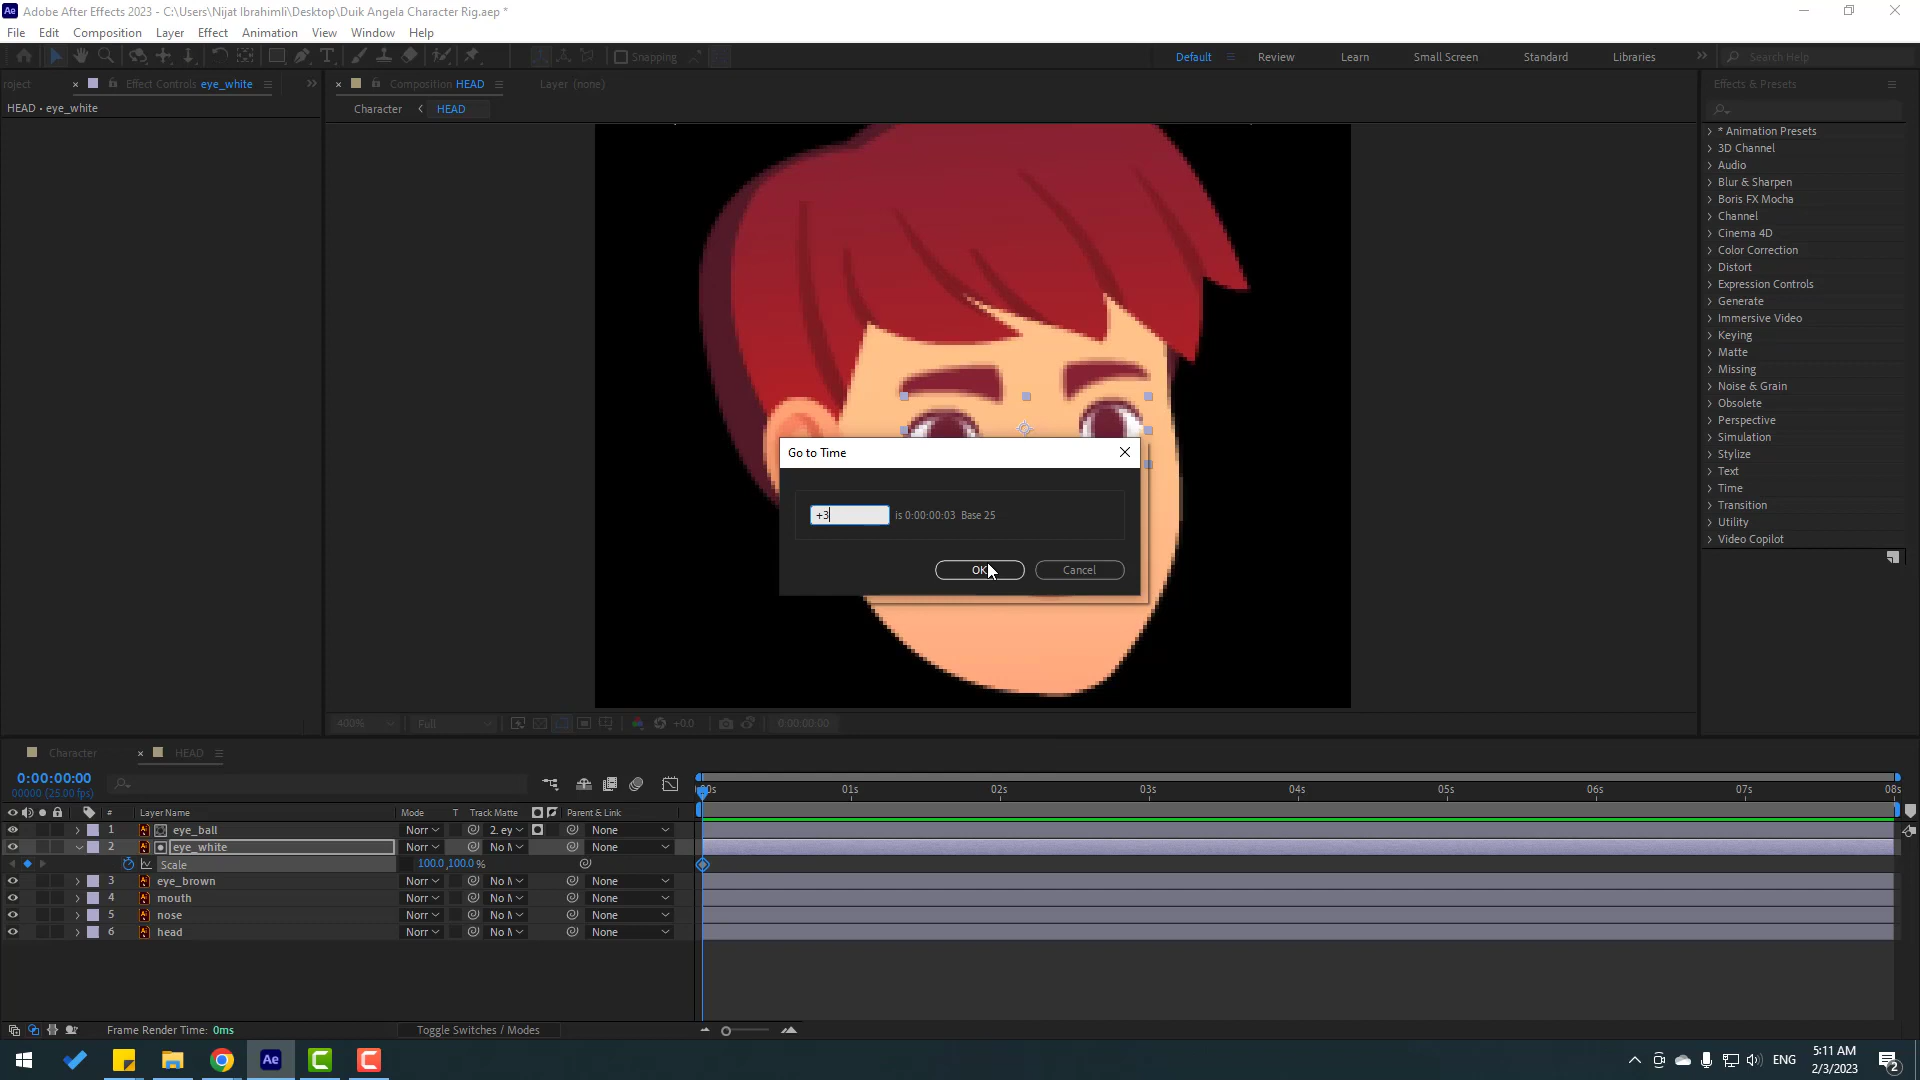 Adobe After Effects 2023 - C:\Users\Nijat Ibrahimli\Desktop\Duik Angela Character Rig.aep *
File Edit Composition Layer Effect Animation View Window Help
Snapping Default Review Learn Small Screen Standard Libraries Search Help
roject Effect Controls eye_white Composition HEAD Layer (none) Effects & Presets
HEAD • eye_white
Character HEAD
* Animation Presets
3D Channel
Audio
Blur & Sharpen
Boris FX Mocha
Channel
Cinema 4D
Color Correction
Distort
Expression Controls
Generate
Immersive Video
Keying
Matte
Missing
Noise & Grain
Obsolete
Perspective
Simulation
Stylize
Text
Time
Transition
Utility
Video Copilot
Go to Time
+3 is 0:00:00:03 Base 25
OK Cancel
400% Full +0.0 0:00:00:00
Character HEAD
0:00:00:00
00000 (25.00 fps)
:00s 01s 02s 03s 04s 05s 06s 07s 08s
# Layer Name Mode T Track Matte Parent & Link
1 eye_ball Norr 2. ey None
2 eye_white Norr No M None
Scale 100.0,100.0 %
3 eye_brown Norr No M None
4 mouth Norr No M None
5 nose Norr No M None
6 head Norr No M None
Frame Render Time: 0ms Toggle Switches / Modes
Ae ENG 5:11 AM
2/3/2023 2